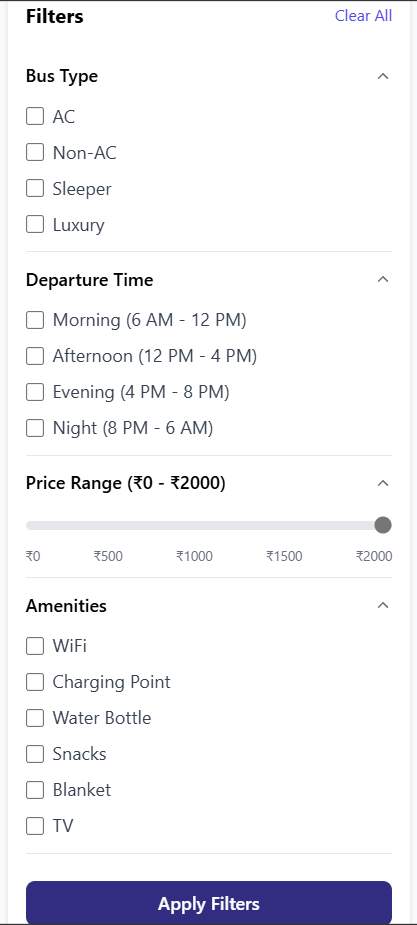 Filters
Clear All
Bus Type
AC
Non-AC
Sleeper
Luxury
Departure Time
Morning (6 AM - 12 PM)
Afternoon (12 PM - 4 PM)
Evening (4 PM - 8 PM)
Night (8 PM - 6 AM)
Price Range (₹0 - ₹2000)
₹0 ₹500 ₹1000 ₹1500 ₹2000
Amenities
WiFi
Charging Point
Water Bottle
Snacks
Blanket
TV
Apply Filters